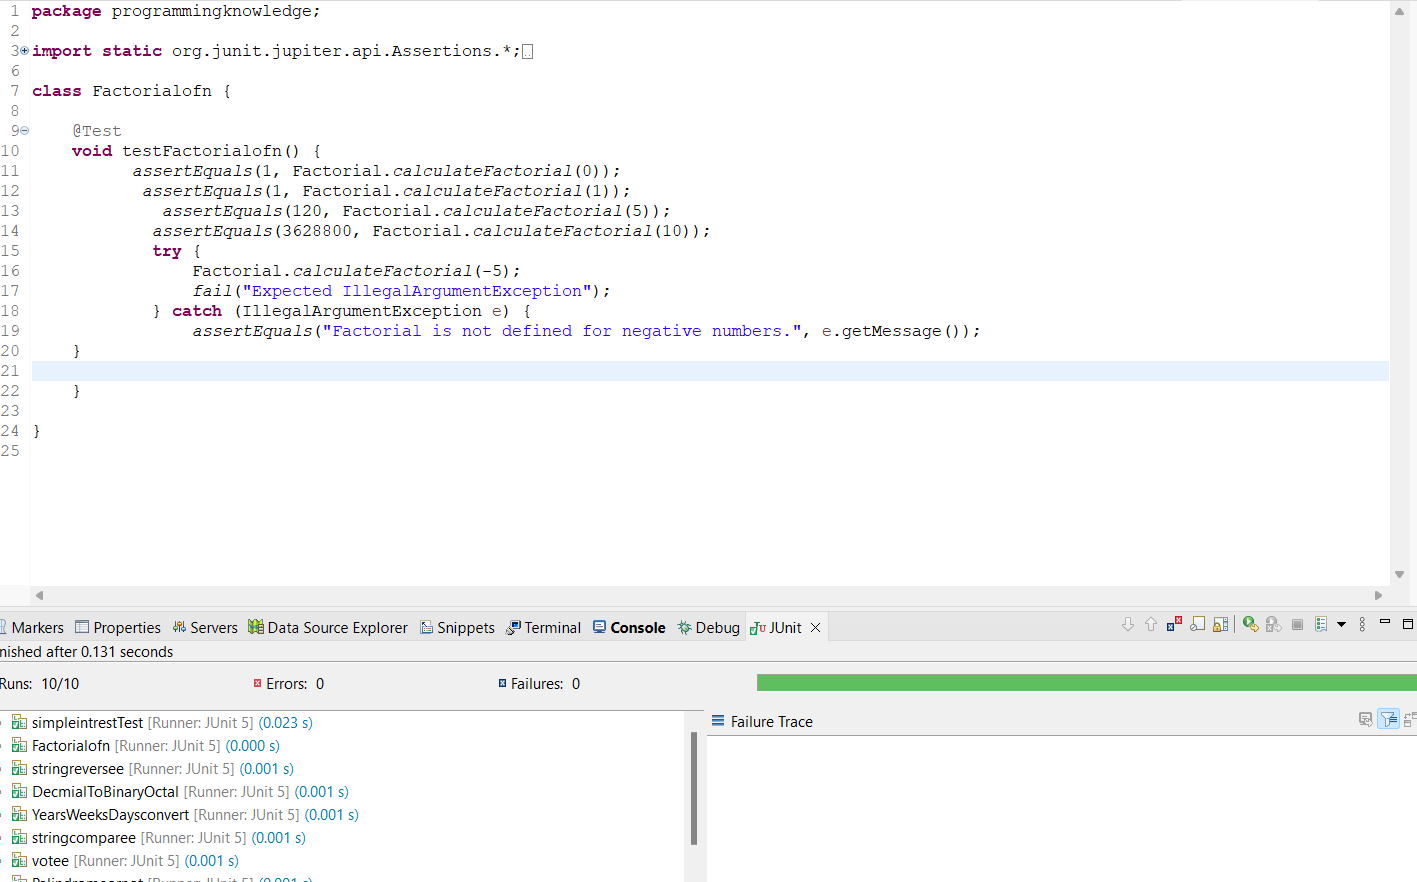 1 package programmingknowledge;
2
3 import static org.junit.jupiter.api.Assertions.*;
6
7 class Factorialofn {
8
9 @Test
10 void testFactorialofn() {
11 assertEquals(1, Factorial.calculateFactorial(0));
12 assertEquals(1, Factorial.calculateFactorial(1));
13 assertEquals(120, Factorial.calculateFactorial(5));
14 assertEquals(3628800, Factorial.calculateFactorial(10));
15 try {
16 Factorial.calculateFactorial(-5);
17 fail("Expected IllegalArgumentException");
18 } catch (IllegalArgumentException e) {
19 assertEquals("Factorial is not defined for negative numbers.", e.getMessage());
20 }
21
22 }
23
24 }
25
Markers Properties Servers Data Source Explorer Snippets Terminal Console Debug JUnit
nished after 0.131 seconds
Runs: 10/10 Errors: 0 Failures: 0
simpleintrestTest [Runner: JUnit 5] (0.023 s)
Failure Trace
Factorialofn [Runner: JUnit 5] (0.000 s)
stringreversee [Runner: JUnit 5] (0.001 s)
DecmialToBinaryOctal [Runner: JUnit 5] (0.001 s)
YearsWeeksDaysconvert [Runner: JUnit 5] (0.001 s)
stringcomparee [Runner: JUnit 5] (0.001 s)
votee [Runner: JUnit 5] (0.001 s)